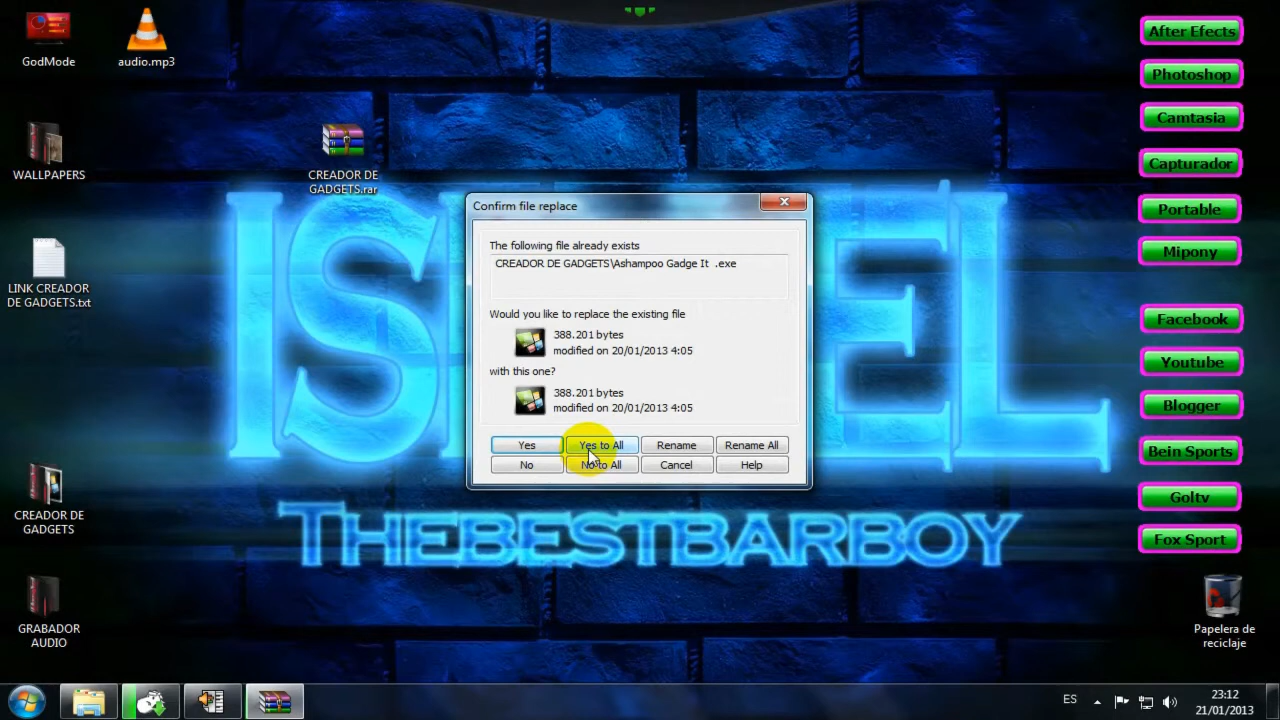 GodMode
audio.mp3
WALLPAPERS
CREADOR DE
GADGETS.rar
LINK CREADOR
DE GADGETS.txt
CREADOR DE
GADGETS
GRABADOR
AUDIO
Confirm file replace
The following file already exists
CREADOR DE GADGETS\Ashampoo Gadge It  .exe
Would you like to replace the existing file
388.201 bytes
modified on 20/01/2013 4:05
with this one?
388.201 bytes
modified on 20/01/2013 4:05
Yes
Yes to All
Rename
Rename All
No
No to All
Cancel
Help
THEBESTBARBOY
After Efects
Photoshop
Camtasia
Capturador
Portable
Mipony
Facebook
Youtube
Blogger
Bein Sports
Goltv
Fox Sport
Papelera de
reciclaje
ES
23:12
21/01/2013